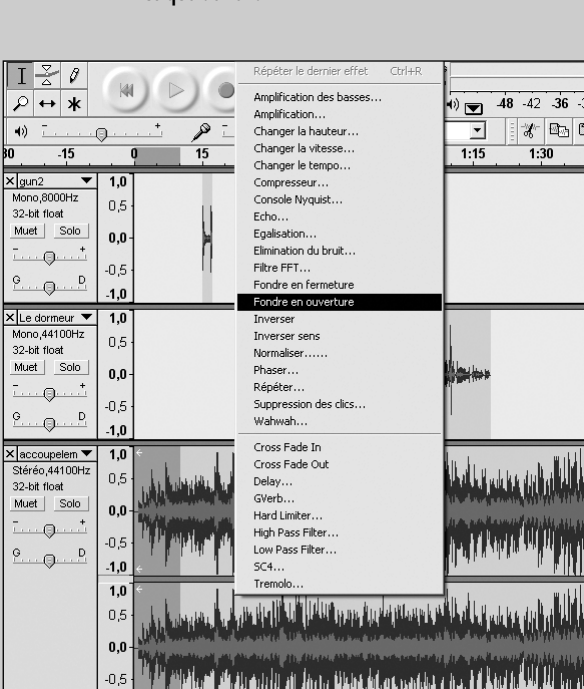 Répéter le dernier effet Ctrl+R
Amplification des basses...
Amplification...
Changer la hauteur...
Changer la vitesse...
Changer le tempo...
Compresseur...
Console Nyquist...
Echo...
Egalisation...
Elimination du bruit...
Filtre FFT...
Fondre en fermeture
Fondre en ouverture
Inverser
Inverser sens
Normaliser......
Phaser...
Répéter...
Suppression des clics...
Wahwah...
Cross Fade In
Cross Fade Out
Delay...
GVerb...
Hard Limiter...
High Pass Filter...
Low Pass Filter...
SC4...
Tremolo...
-48 -42 -36
-15 0 15 1:15 1:30
gun2
Mono,8000Hz
32-bit float
Muet Solo
- +
G D
1,0
0,5
0,0
-0,5
-1,0
Le dormeur
Mono,44100Hz
32-bit float
Muet Solo
- +
G D
1,0
0,5
0,0
-0,5
-1,0
accoupelem
Stéréo,44100Hz
32-bit float
Muet Solo
- +
G D
1,0
0,5
0,0
-0,5
-1,0
1,0
0,5
0,0
-0,5